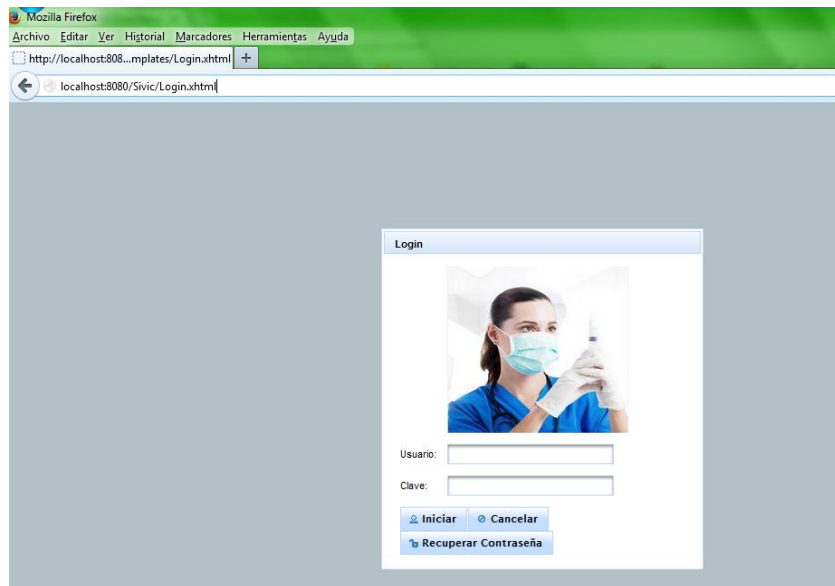 Mozilla Firefox
Archivo Editar Ver Historial Marcadores Herramientas Ayuda
http://localhost:808...mplates/Login.xhtml +
localhost:8080/Sivic/Login.xhtml
Login
Usuario:
Clave:
Iniciar Cancelar
Recuperar Contraseña